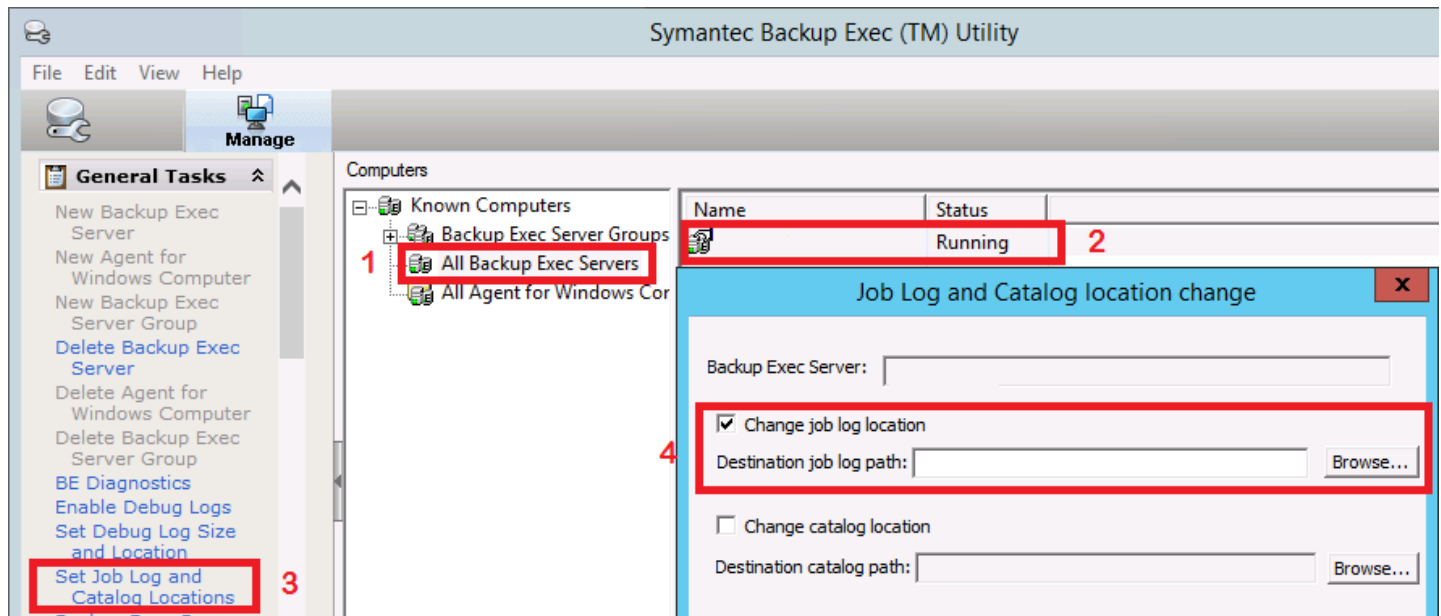 Symantec Backup Exec (TM) Utility
File Edit View Help
Manage
General Tasks
New Backup Exec
Server
New Agent for
Windows Computer
New Backup Exec
Server Group
Delete Backup Exec
Server
Delete Agent for
Windows Computer
Delete Backup Exec
Server Group
BE Diagnostics
Enable Debug Logs
Set Debug Log Size
and Location
Set Job Log and
Catalog Locations
3
Computers
Known Computers
Backup Exec Server Groups
1
All Backup Exec Servers
All Agent for Windows Cor
Name Status
Running
2
Job Log and Catalog location change
x
Backup Exec Server:
4
Change job log location
Destination job log path:
Browse...
Change catalog location
Destination catalog path:
Browse...